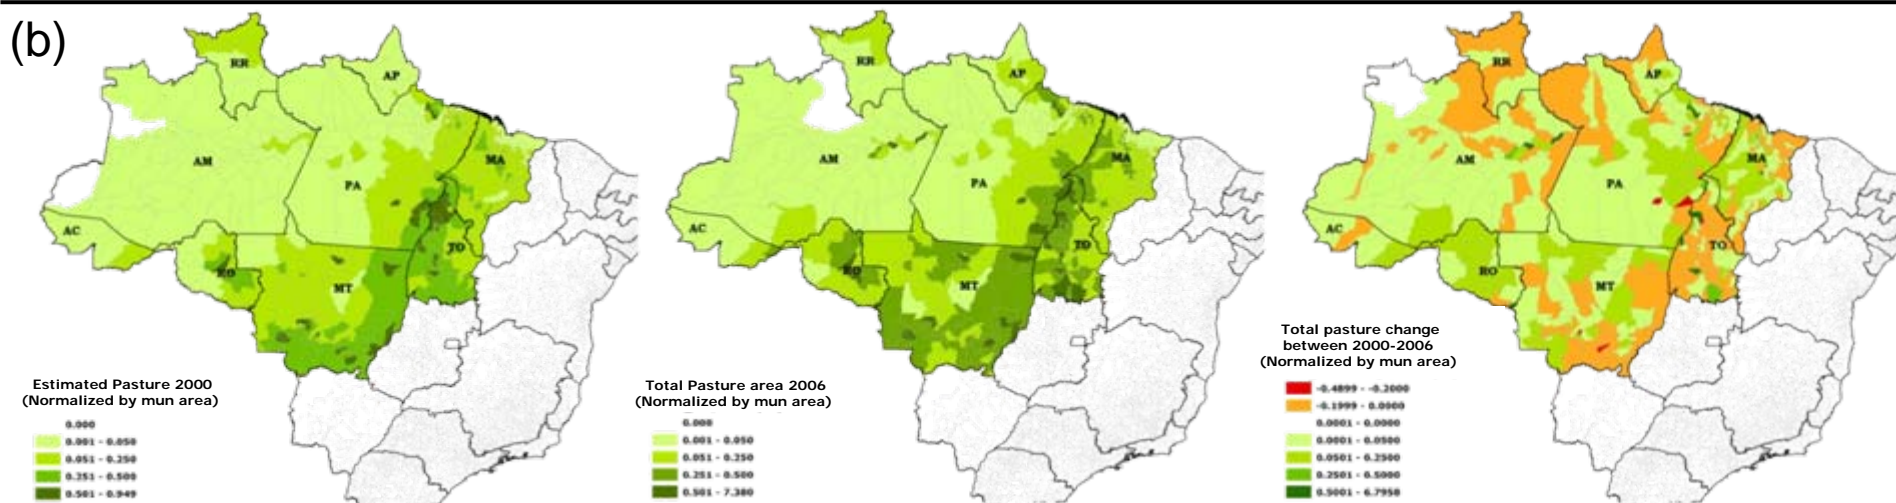 (b)
RR
AP
AM
PA
MA
AC
RO
TO
MT
Estimated Pasture 2000
(Normalized by mun area)
0.000
0.001 - 0.050
0.051 - 0.250
0.251 - 0.500
0.501 - 0.949
RR
AP
AM
PA
MA
AC
RO
TO
MT
Total Pasture area 2006
(Normalized by mun area)
0.000
0.001 - 0.050
0.051 - 0.250
0.251 - 0.500
0.501 - 7.380
RR
AP
AM
PA
MA
AC
RO
TO
MT
Total pasture change
between 2000-2006
(Normalized by mun area)
-0.4899 - -0.2000
-0.1999 - 0.0000
0.0001 - 0.0000
0.0001 - 0.0500
0.0501 - 0.2500
0.2501 - 0.5000
0.5001 - 6.7950